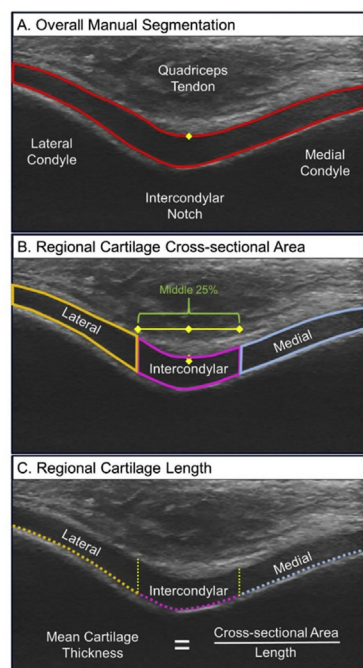 A. Overall Manual Segmentation
Quadriceps
Tendon
Lateral
Condyle
Medial
Condyle
Intercondylar
Notch
B. Regional Cartilage Cross-sectional Area
Middle 25%
Lateral
Intercondylar
Medial
C. Regional Cartilage Length
Lateral
Intercondylar
Medial
Mean Cartilage
Thickness
=
Cross-sectional Area
Length